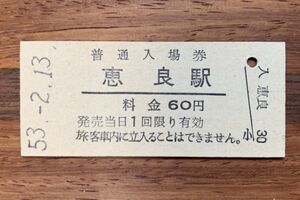 53.-2.13
普通入場券
恵良駅
料金60円
発売当日1回限り有効
旅客車内に立入ることはできません。
入 恵良
小 30